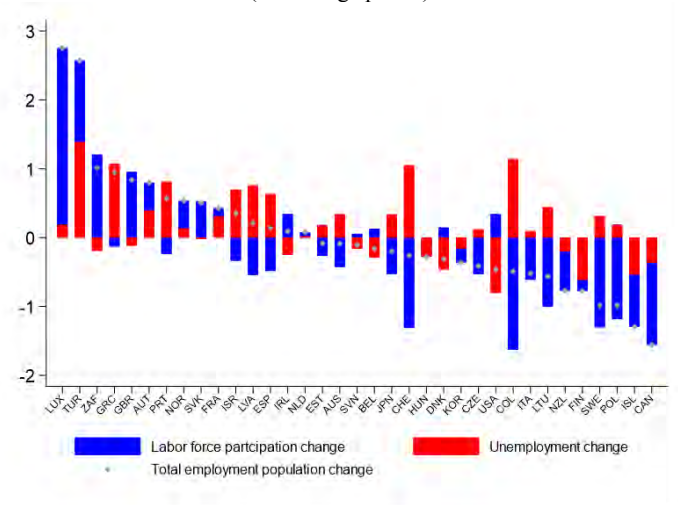 3
2
1
0
-1
-2
LUX TUR ZAF GRC GBR AUT PRT NOR SVK FRA ISR LVA ESP IRL NLD EST AUS SVN BEL JPN CHE HUN DNK KOR CZE USA COL ITA LTU NZL FIN SWE POL ISL CAN
Labor force partcipation change Unemployment change
Total employment population change